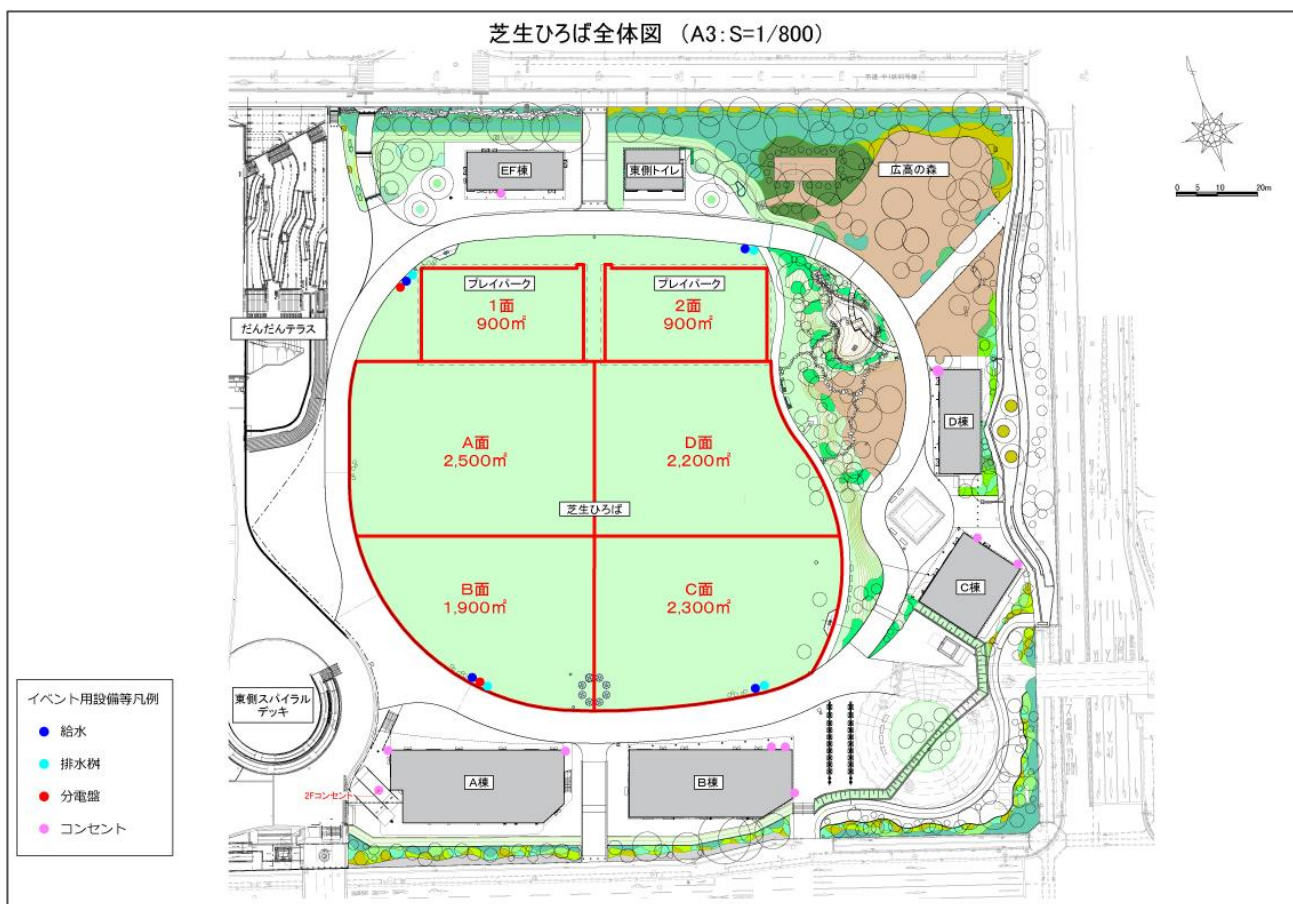 芝生ひろば全体図 （A3：S=1/800）
EF棟
東側トイレ
広高の森
0 5 10 20m
プレイパーク
1面
900㎡
プレイパーク
2面
900㎡
だんだんテラス
D棟
A面
2,500㎡
D面
2,200㎡
芝生ひろば
B面
1,900㎡
C面
2,300㎡
C棟
東側スパイラル
デッキ
イベント用設備等凡例
給水
排水桝
分電盤
コンセント
A棟
B棟
2Fコンセント